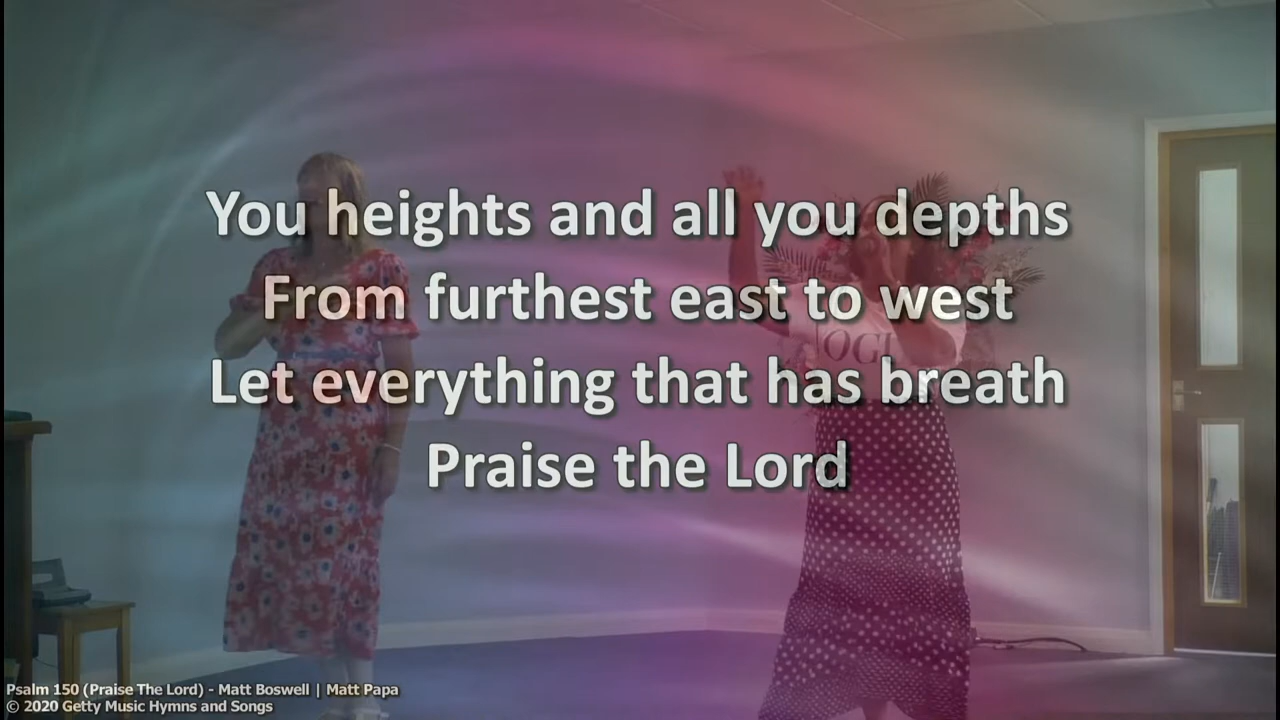 You heights and all you depths
From furthest east to west
Let everything that has breath
Praise the Lord
Psalm 150 (Praise The Lord) - Matt Boswell | Matt Papa
© 2020 Getty Music Hymns and Songs